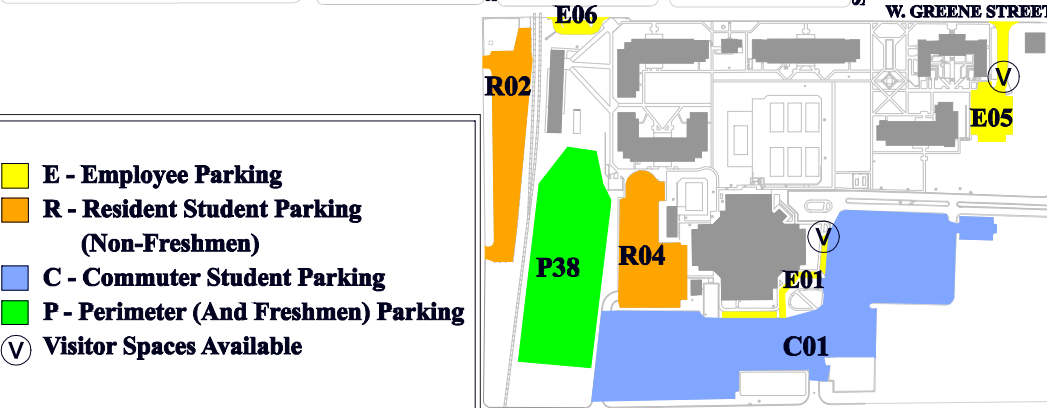 W. GREENE STREET
E06
R02
V
E05
E - Employee Parking
R - Resident Student Parking
(Non-Freshmen)
C - Commuter Student Parking
P - Perimeter (And Freshmen) Parking
V Visitor Spaces Available
V
R04
P38
E01
C01